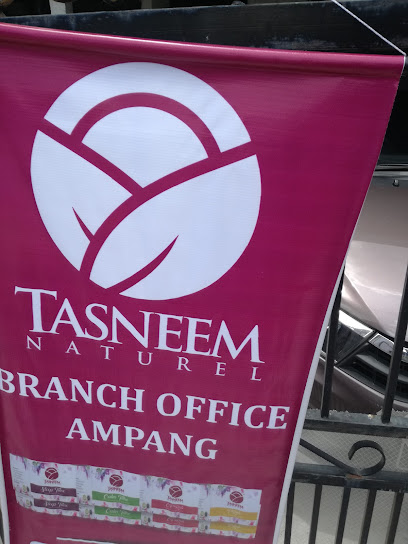 TASNEEM
NATUREL
BRANCH OFFICE
AMPANG